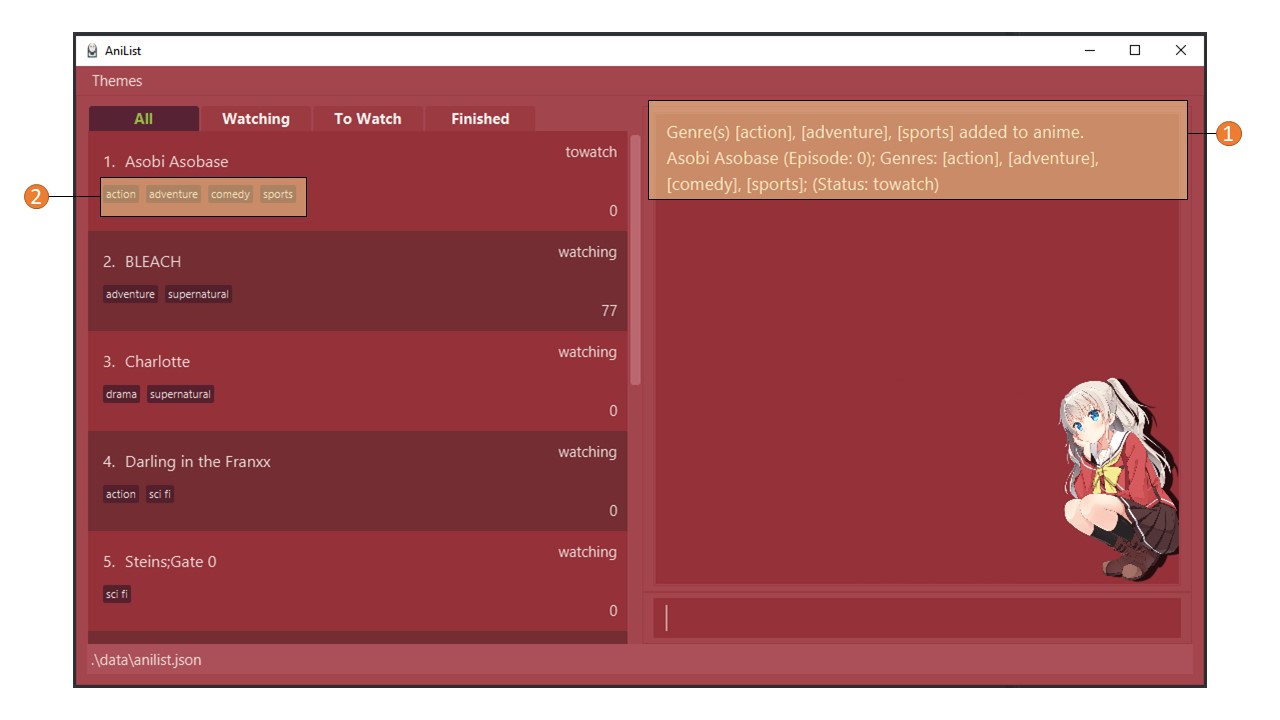 AniList
Themes
All Watching To Watch Finished
1. Asobi Asobase
towatch
action adventure comedy sports
0
2. BLEACH
watching
adventure supernatural
77
3. Charlotte
watching
drama supernatural
0
4. Darling in the Franxx
watching
action sci fi
0
5. Steins;Gate 0
watching
sci fi
0
2
Genre(s) [action], [adventure], [sports] added to anime.
Asobi Asobase (Episode: 0); Genres: [action], [adventure],
[comedy], [sports]; (Status: towatch)
1
.\data\anilist.json